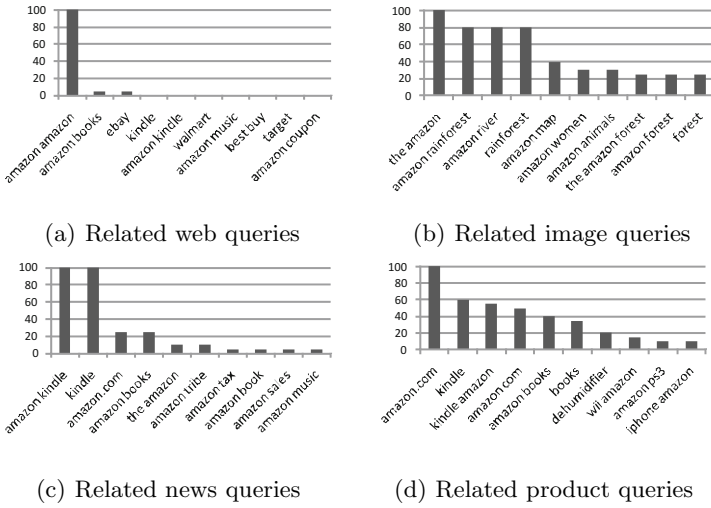 100
80
60
40
20
0
amazon amazon
amazon books
ebay
kindle
amazon kindle
walmart
amazon music
best buy
target
amazon coupon
(a) Related web queries
100
80
60
40
20
0
the amazon
amazon rainforest
amazon river
rainforest
amazon map
amazon women
amazon animals
the amazon forest
amazon forest
forest
(b) Related image queries
100
80
60
40
20
0
amazon kindle
kindle
amazon.com
amazon books
the amazon
amazon tribe
amazon tax
amazon book
amazon sales
amazon music
(c) Related news queries
100
80
60
40
20
0
amazon.com
kindle
kindle amazon
amazon com
amazon books
books
dehumidifier
wii amazon
amazon ps3
iphone amazon
(d) Related product queries